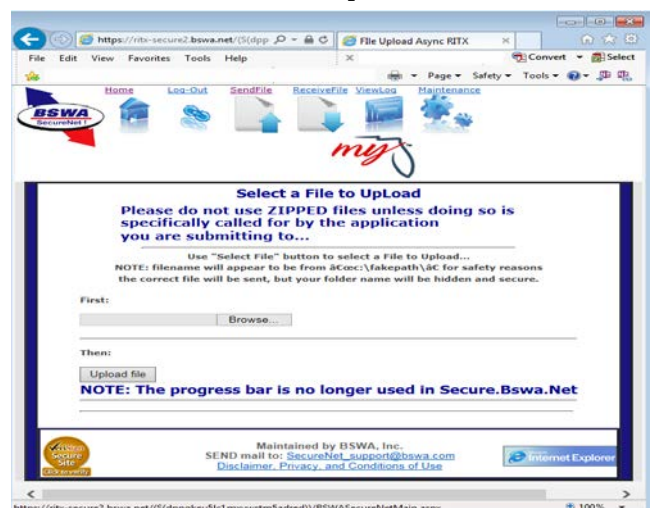 https://ritx-secure2.bswa.net/(S(dpp
FIle Upload Async RITX
File Edit View Favorites Tools Help
Convert Select
Page Safety Tools
Home Log-Out SendFile ReceiveFile ViewLog Maintenance
BSWA
SecureNet !
my
Select a File to UpLoad
Please do not use ZIPPED files unless doing so is
specifically called for by the application
you are submitting to...
Use "Select File" button to select a File to Upload...
NOTE: filename will appear to be from â€œc:\fakepath\â€ for safety reasons
the correct file will be sent, but your folder name will be hidden and secure.
First:
Browse...
Then:
Upload file
NOTE: The progress bar is no longer used in Secure.Bswa.Net
Secure
Site
Click to verify
Maintained by BSWA, Inc.
SEND mail to: SecureNet_support@bswa.com
Disclaimer, Privacy, and Conditions of Use
Internet Explorer
100%